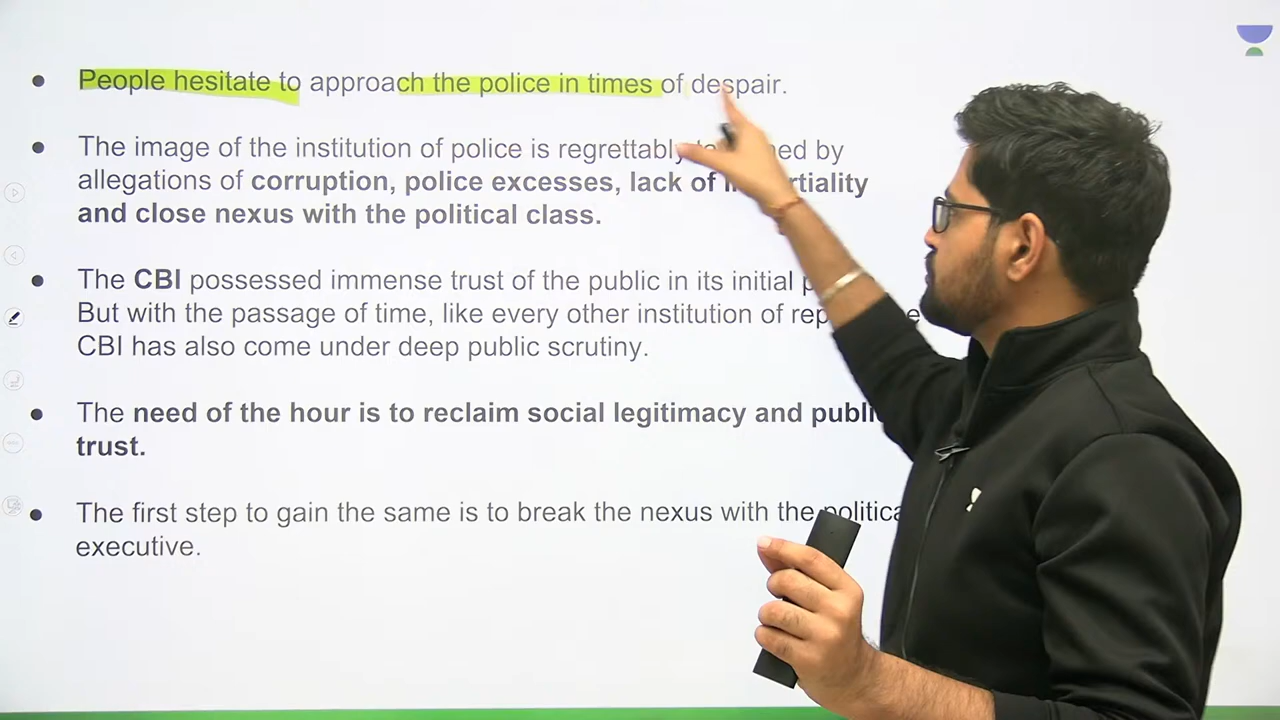 People hesitate to approach the police in times of despair.
The image of the institution of police is regrettably by
allegations of corruption, police excesses, lack of
and close nexus with the political class.
The CBI possessed immense trust of the public in its initial
But with the passage of time, like every other institution of
CBI has also come under deep public scrutiny.
The need of the hour is to reclaim social legitimacy and public
trust.
The first step to gain the same is to break the nexus with the political
executive.